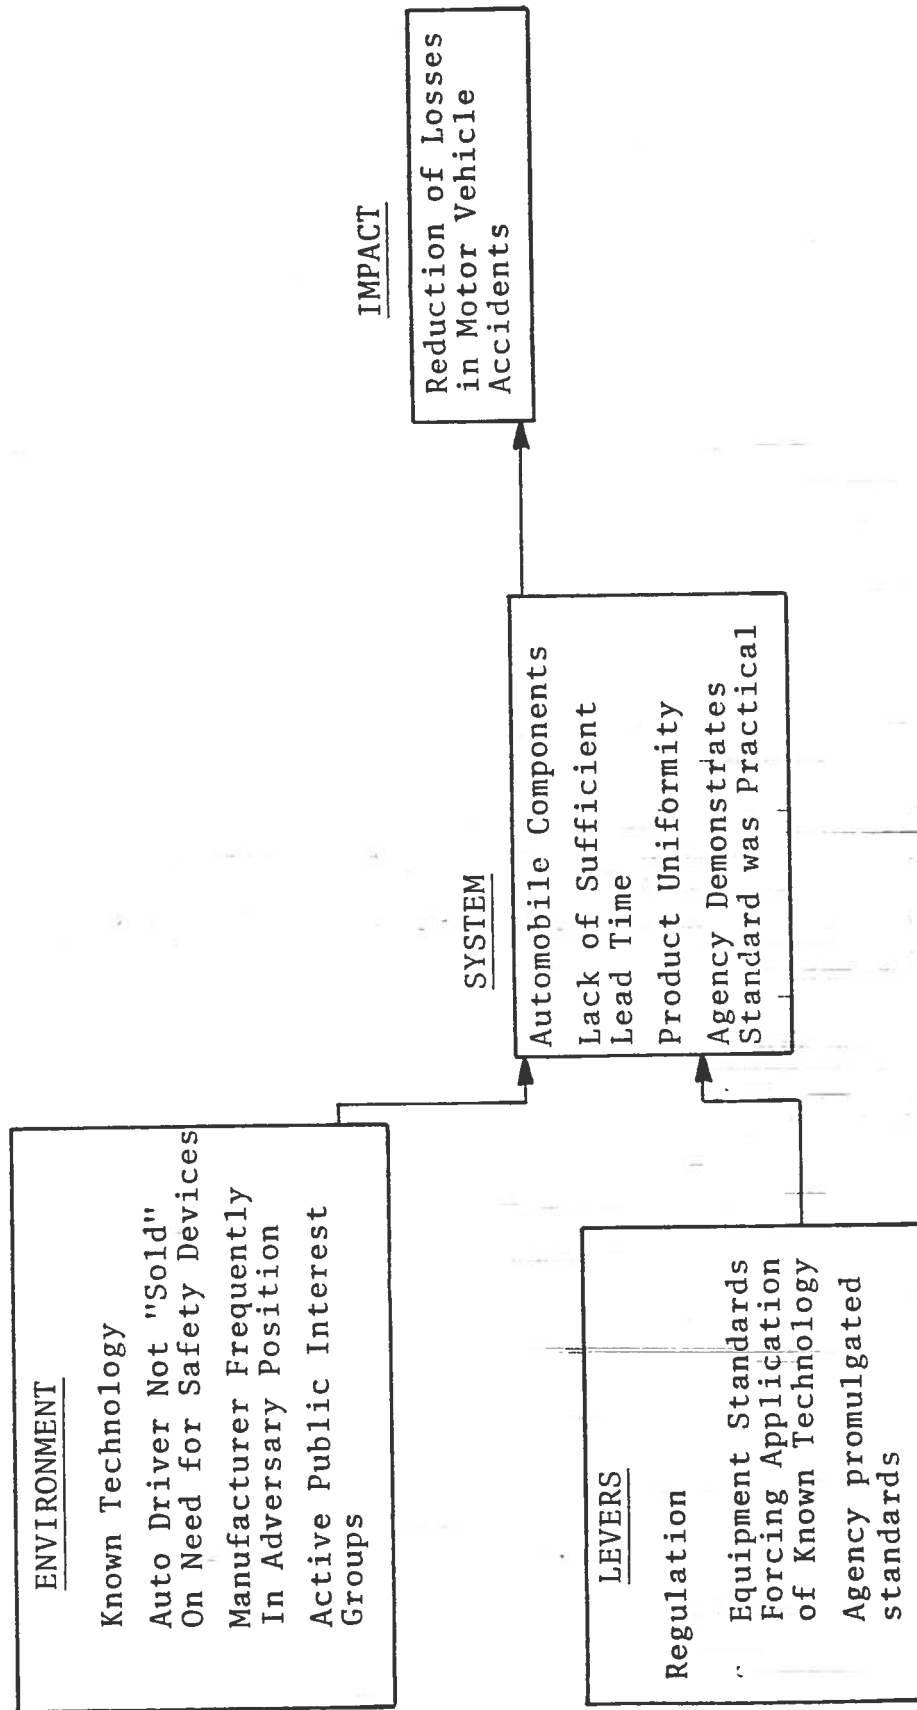 ENVIRONMENT
Known Technology
Auto Driver Not "Sold"
On Need for Safety Devices
Manufacturer Frequently
In Adversary Position
Active Public Interest
Groups
LEVERS
Regulation
Equipment Standards
Forcing Application
of Known Technology
Agency promulgated
standards
SYSTEM
Automobile Components
Lack of Sufficient
Lead Time
Product Uniformity
Agency Demonstrates
Standard was Practical
IMPACT
Reduction of Losses
in Motor Vehicle
Accidents